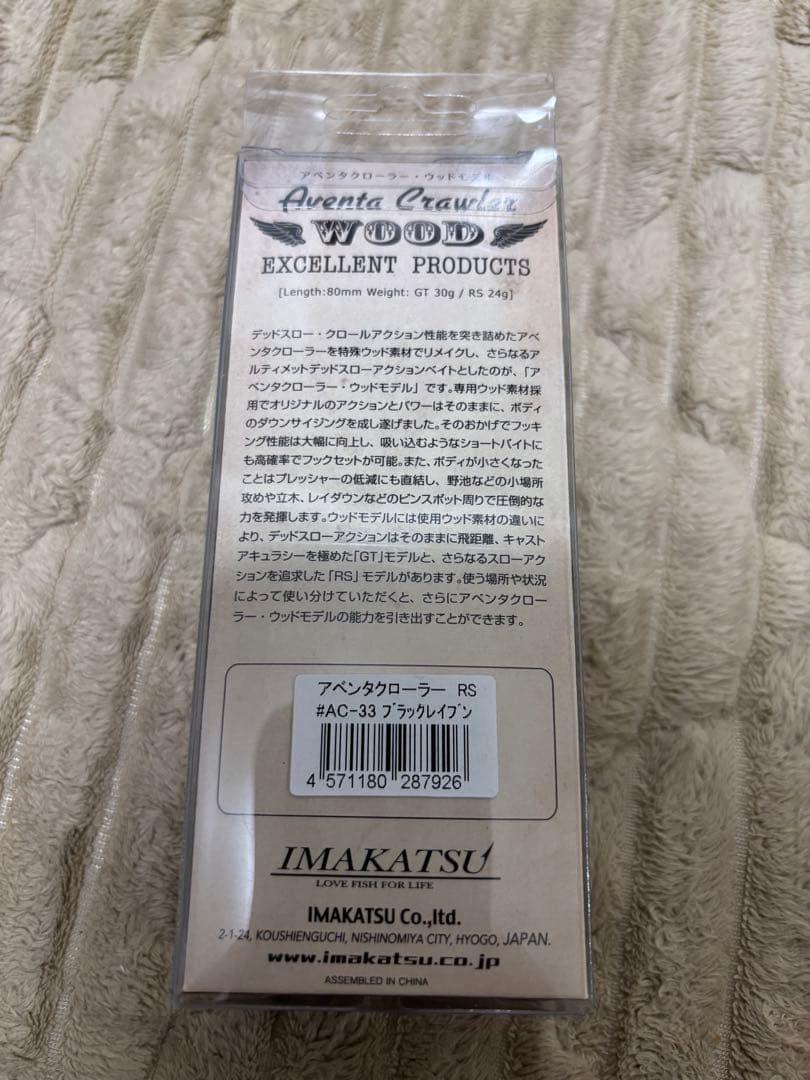 アベンタクローラー・ウッドモデル
Aventa Crawler
WOOD
EXCELLENT PRODUCTS
[Length:80mm Weight: GT 30g / RS 24g]
デッドスロー・クロールアクション性能を突き詰めたアベ
ンタクローラーを特殊ウッド素材でリメイクし、さらなるア
ルティメットデッドスローアクションベイトとしたのが、「ア
ベンタクローラー・ウッドモデル」です。専用ウッド素材採
用でオリジナルのアクションとパワーはそのままに、ボディ
のダウンサイジングを成し遂げました。そのおかげでフッキ
ング性能は大幅に向上し、吸い込むようなショートバイトに
も高確率でフックセットが可能。また、ボディが小さくなった
ことはプレッシャーの低減にも直結し、野池などの小場所
攻めや立木、レイダウンなどのピンスポット周りで圧倒的な
力を発揮します。ウッドモデルには使用ウッド素材の違いに
より、デッドスローアクションはそのままに飛距離、キャスト
アキュラシーを極めた「GT」モデルと、さらなるスローアク
ションを追求した「RS」モデルがあります。使う場所や状況
によって使い分けていただくと、さらにアベンタクロー
ラー・ウッドモデルの能力を引き出すことができます。
アベンタクローラー RS
#AC-33 ブラックレイブン
4 571180 287926
IMAKATSU
LOVE FISH FOR LIFE
IMAKATSU Co.,ltd.
2-1-24, KOUSHIENGUCHI, NISHINOMIYA CITY, HYOGO, JAPAN.
www.imakatsu.co.jp
ASSEMBLED IN CHINA